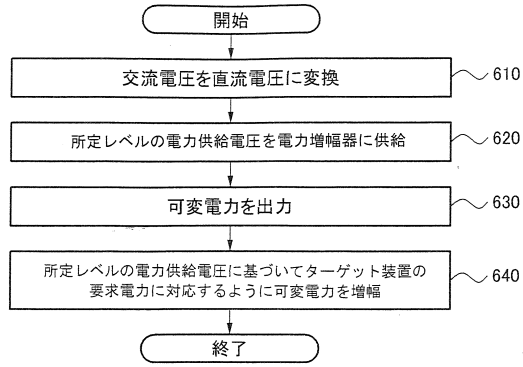 開始
交流電圧を直流電圧に変換
610
所定レベルの電力供給電圧を電力増幅器に供給
620
可変電力を出力
630
所定レベルの電力供給電圧に基づいてターゲット装置の
要求電力に対応するように可変電力を増幅
640
終了